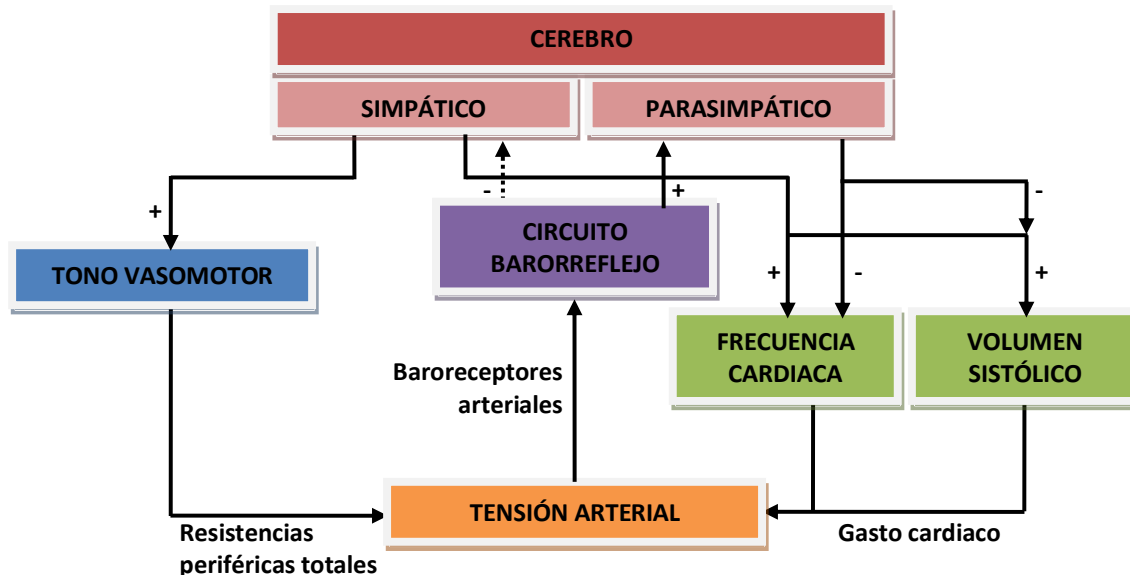 CEREBRO
SIMPÁTICO
PARASIMPÁTICO
-
+
-
+
CIRCUITO
BARORREFLEJO
TONO VASOMOTOR
+
-
+
FRECUENCIA
CARDIACA
VOLUMEN
SISTÓLICO
Baroreceptores
arteriales
TENSIÓN ARTERIAL
Resistencias
periféricas totales
Gasto cardiaco